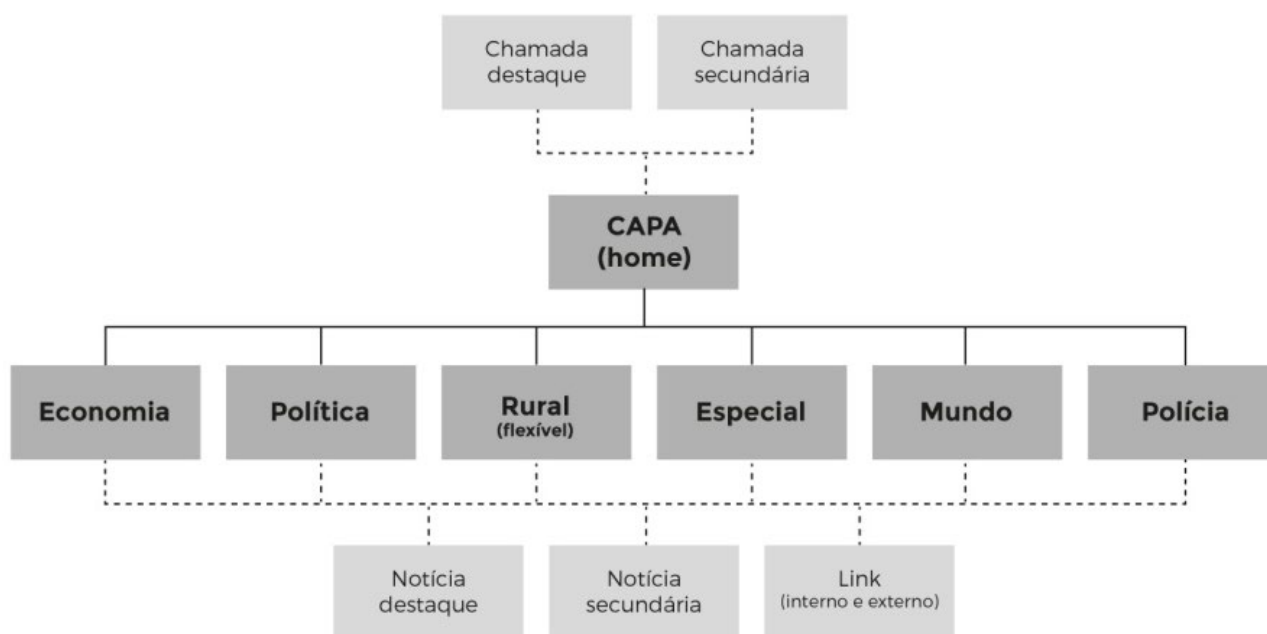 Chamada
destaque
Chamada
secundária
CAPA
(home)
Economia
Política
Rural
(flexível)
Especial
Mundo
Polícia
Notícia
destaque
Notícia
secundária
Link
(interno e externo)